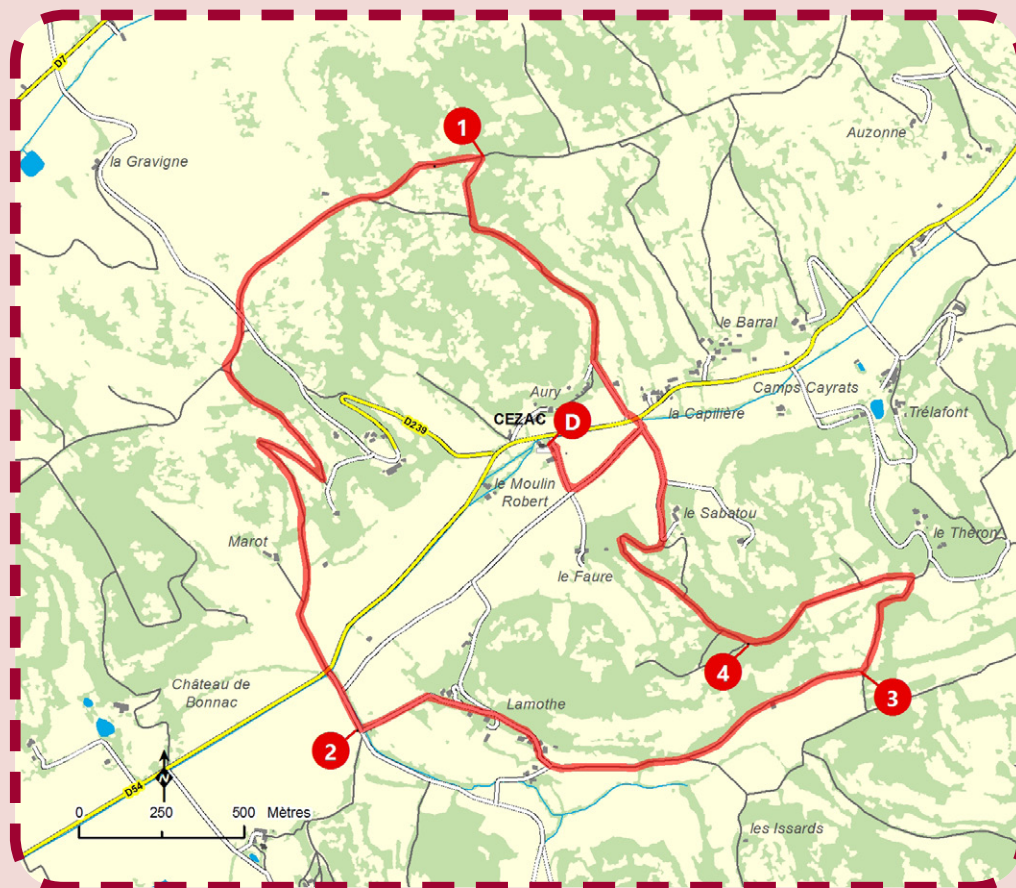 D7
1
Auzonne
la Gravigne
le Barral
Aury
Camps Cayrats
CEZAC
D
la Capilière
Trélafont
D239
le Moulin
Robert
le Sabatou
le Théron
Marot
le Faure
4
3
Château de
Bonnac
Lamothe
2
N
D54
0 250 500 Mètres
les Issards